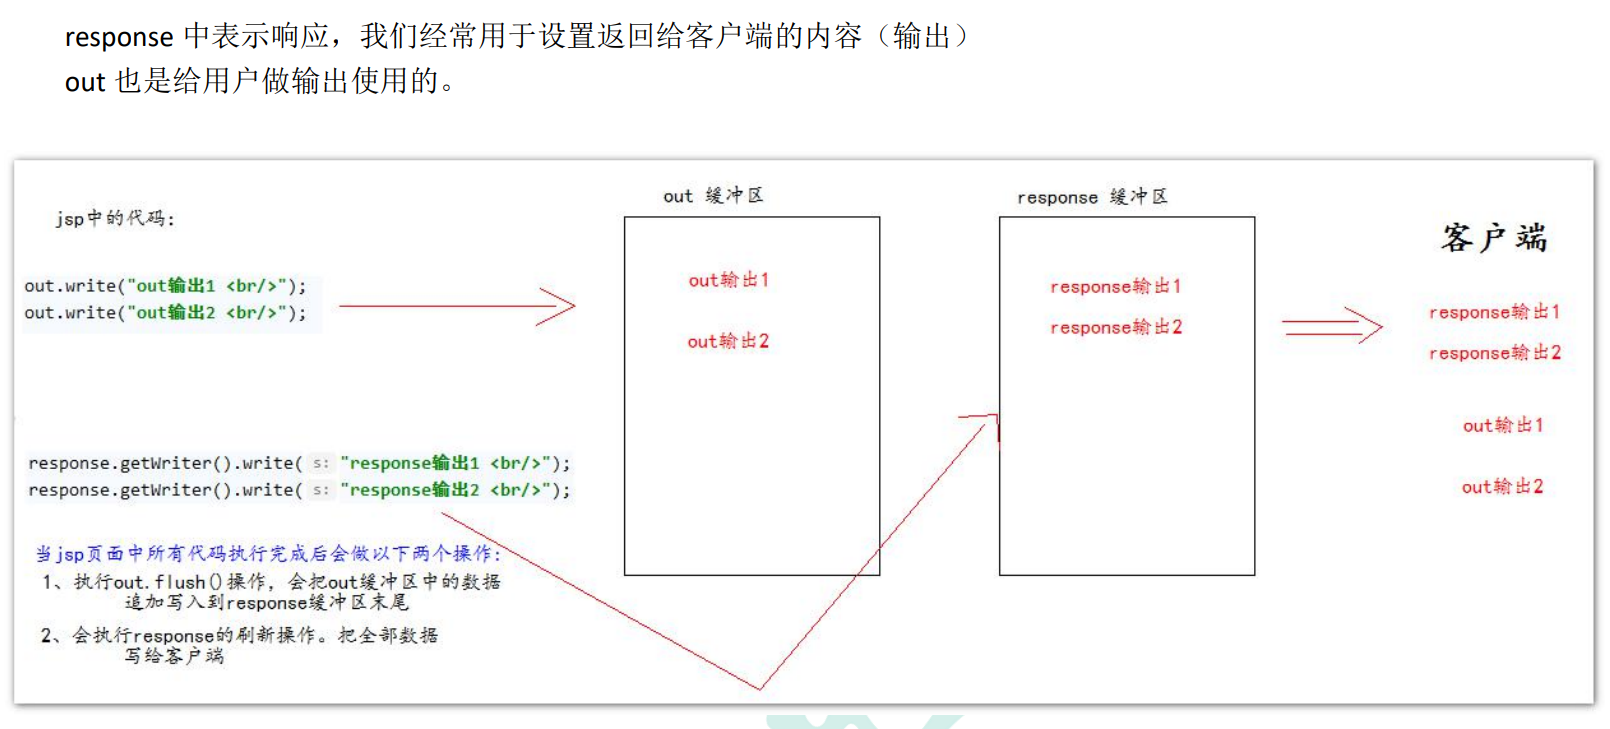 response 中表示响应，我们经常用于设置返回给客户端的内容（输出）
out 也是给用户做输出使用的。
jsp中的代码：
out.write("out输出1 <br/>");
out.write("out输出2 <br/>");
out 缓冲区
out输出1
out输出2
response 缓冲区
response输出1
response输出2
客户端
response输出1
response输出2
out输出1
out输出2
response.getWriter().write( s: "response输出1 <br/>");
response.getWriter().write( s: "response输出2 <br/>");
当jsp页面中所有代码执行完成后会做以下两个操作：
1、执行out.flush()操作，会把out缓冲区中的数据
追加写入到response缓冲区末尾
2、会执行response的刷新操作。把全部数据
写给客户端